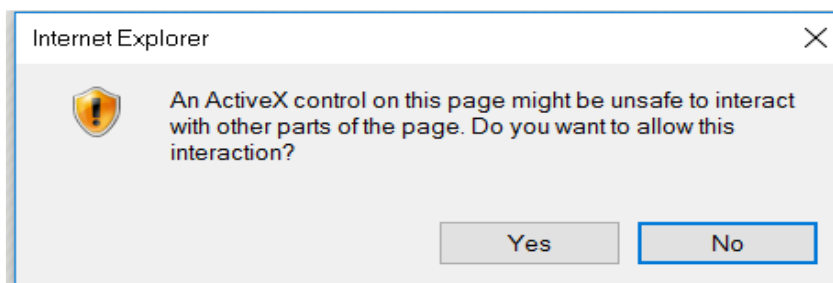 Internet Explorer
An ActiveX control on this page might be unsafe to interact
with other parts of the page. Do you want to allow this
interaction?
Yes
No